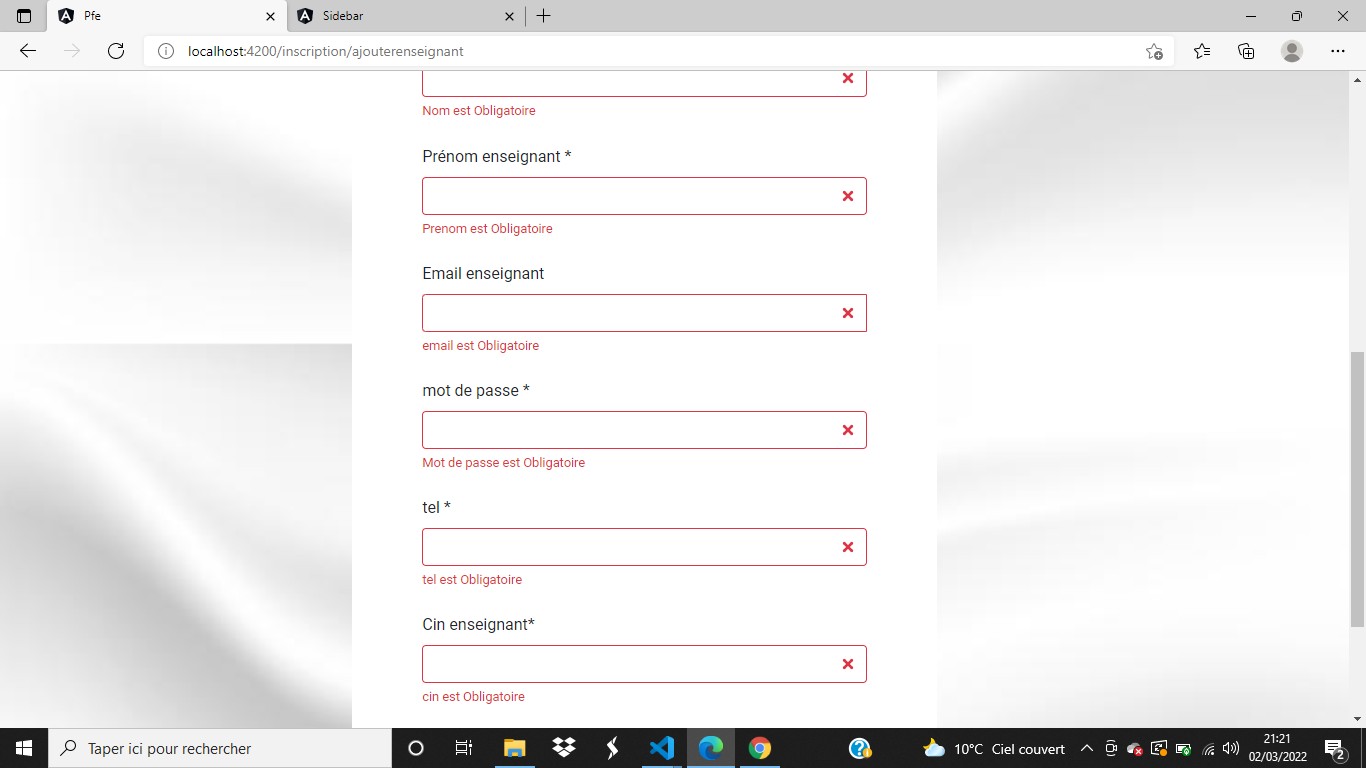 Pfe
Sidebar
localhost:4200/inscription/ajouterenseignant
Nom est Obligatoire
Prénom enseignant *
Prenom est Obligatoire
Email enseignant
email est Obligatoire
mot de passe *
Mot de passe est Obligatoire
tel *
tel est Obligatoire
Cin enseignant*
cin est Obligatoire
Taper ici pour rechercher
10°C Ciel couvert
21:21
02/03/2022
2